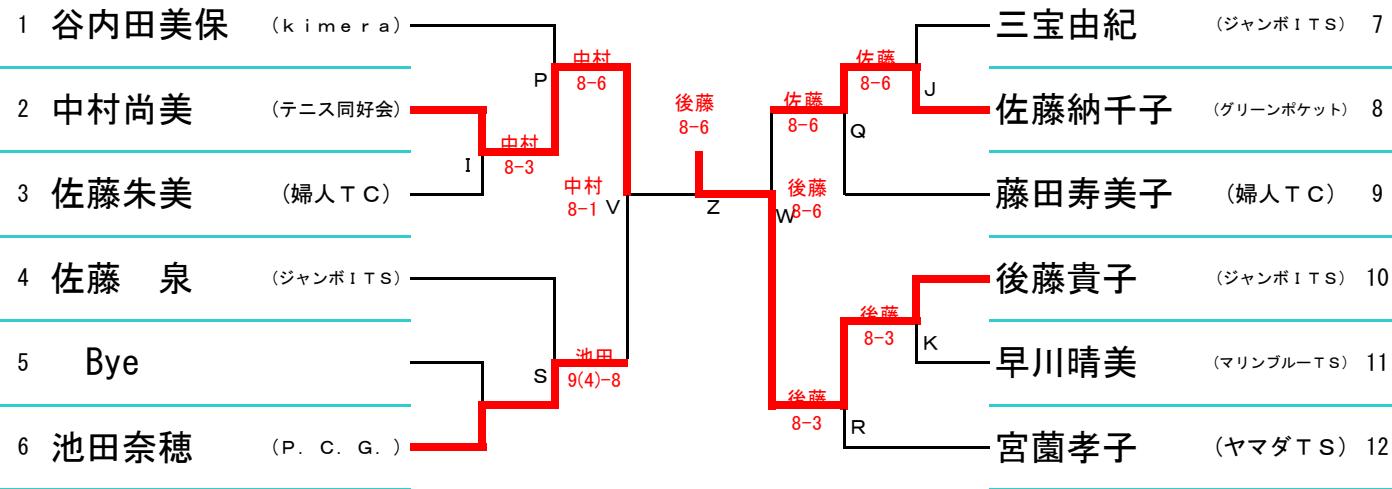 1 谷内田美保 （ｋｉｍｅｒａ）
2 中村尚美 （テニス同好会）
3 佐藤朱美 （婦人ＴＣ）
4 佐藤　泉 （ジャンボＩＴＳ）
5 Bye
6 池田奈穂 （Ｐ．Ｃ．Ｇ．）
I
中村
8-3
P
中村
8-6
S
池田
9(4)-8
中村
8-1
V
後藤
8-6
Z
佐藤
8-6
後藤
8-6
W
佐藤
8-6
J
Q
後藤
8-3
K
後藤
8-3
R
三宝由紀 （ジャンボＩＴＳ） 7
佐藤納千子 （グリーンポケット） 8
藤田寿美子 （婦人ＴＣ） 9
後藤貴子 （ジャンボＩＴＳ） 10
早川晴美 （マリンブルーＴＳ） 11
宮薗孝子 （ヤマダＴＳ） 12